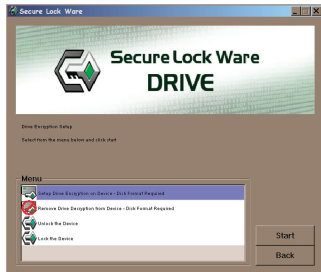 Secure Lock Ware
Secure Lock Ware
DRIVE
Drive Encryption Setup
Select from the menu below and click start
Menu
Setup Drive Encryption on Device - Disk Format Required
Remove Drive Decryption from Device - Disk Format Required
Unlock the Device
Lock the Device
Start
Back